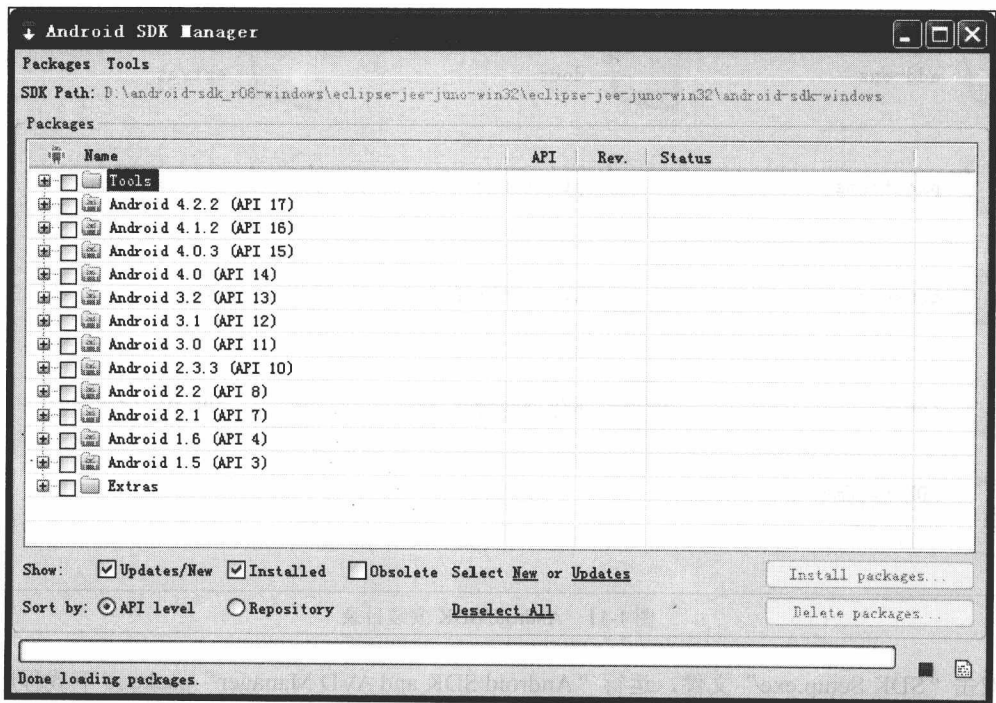 Android SDK Manager
Packages Tools
SDK Path: D:\android-sdk_r06-windows\eclipse-jee-juno-win32\eclipse-jee-juno-win32\android-sdk-windows
Packages
Name API Rev. Status
Tools
Android 4.2.2 (API 17)
Android 4.1.2 (API 16)
Android 4.0.3 (API 15)
Android 4.0 (API 14)
Android 3.2 (API 13)
Android 3.1 (API 12)
Android 3.0 (API 11)
Android 2.3.3 (API 10)
Android 2.2 (API 8)
Android 2.1 (API 7)
Android 1.6 (API 4)
Android 1.5 (API 3)
Extras
Show: Updates/New Installed Obsolete Select New or Updates Install packages...
Sort by: API level Repository Deselect All Delete packages...
Done loading packages.